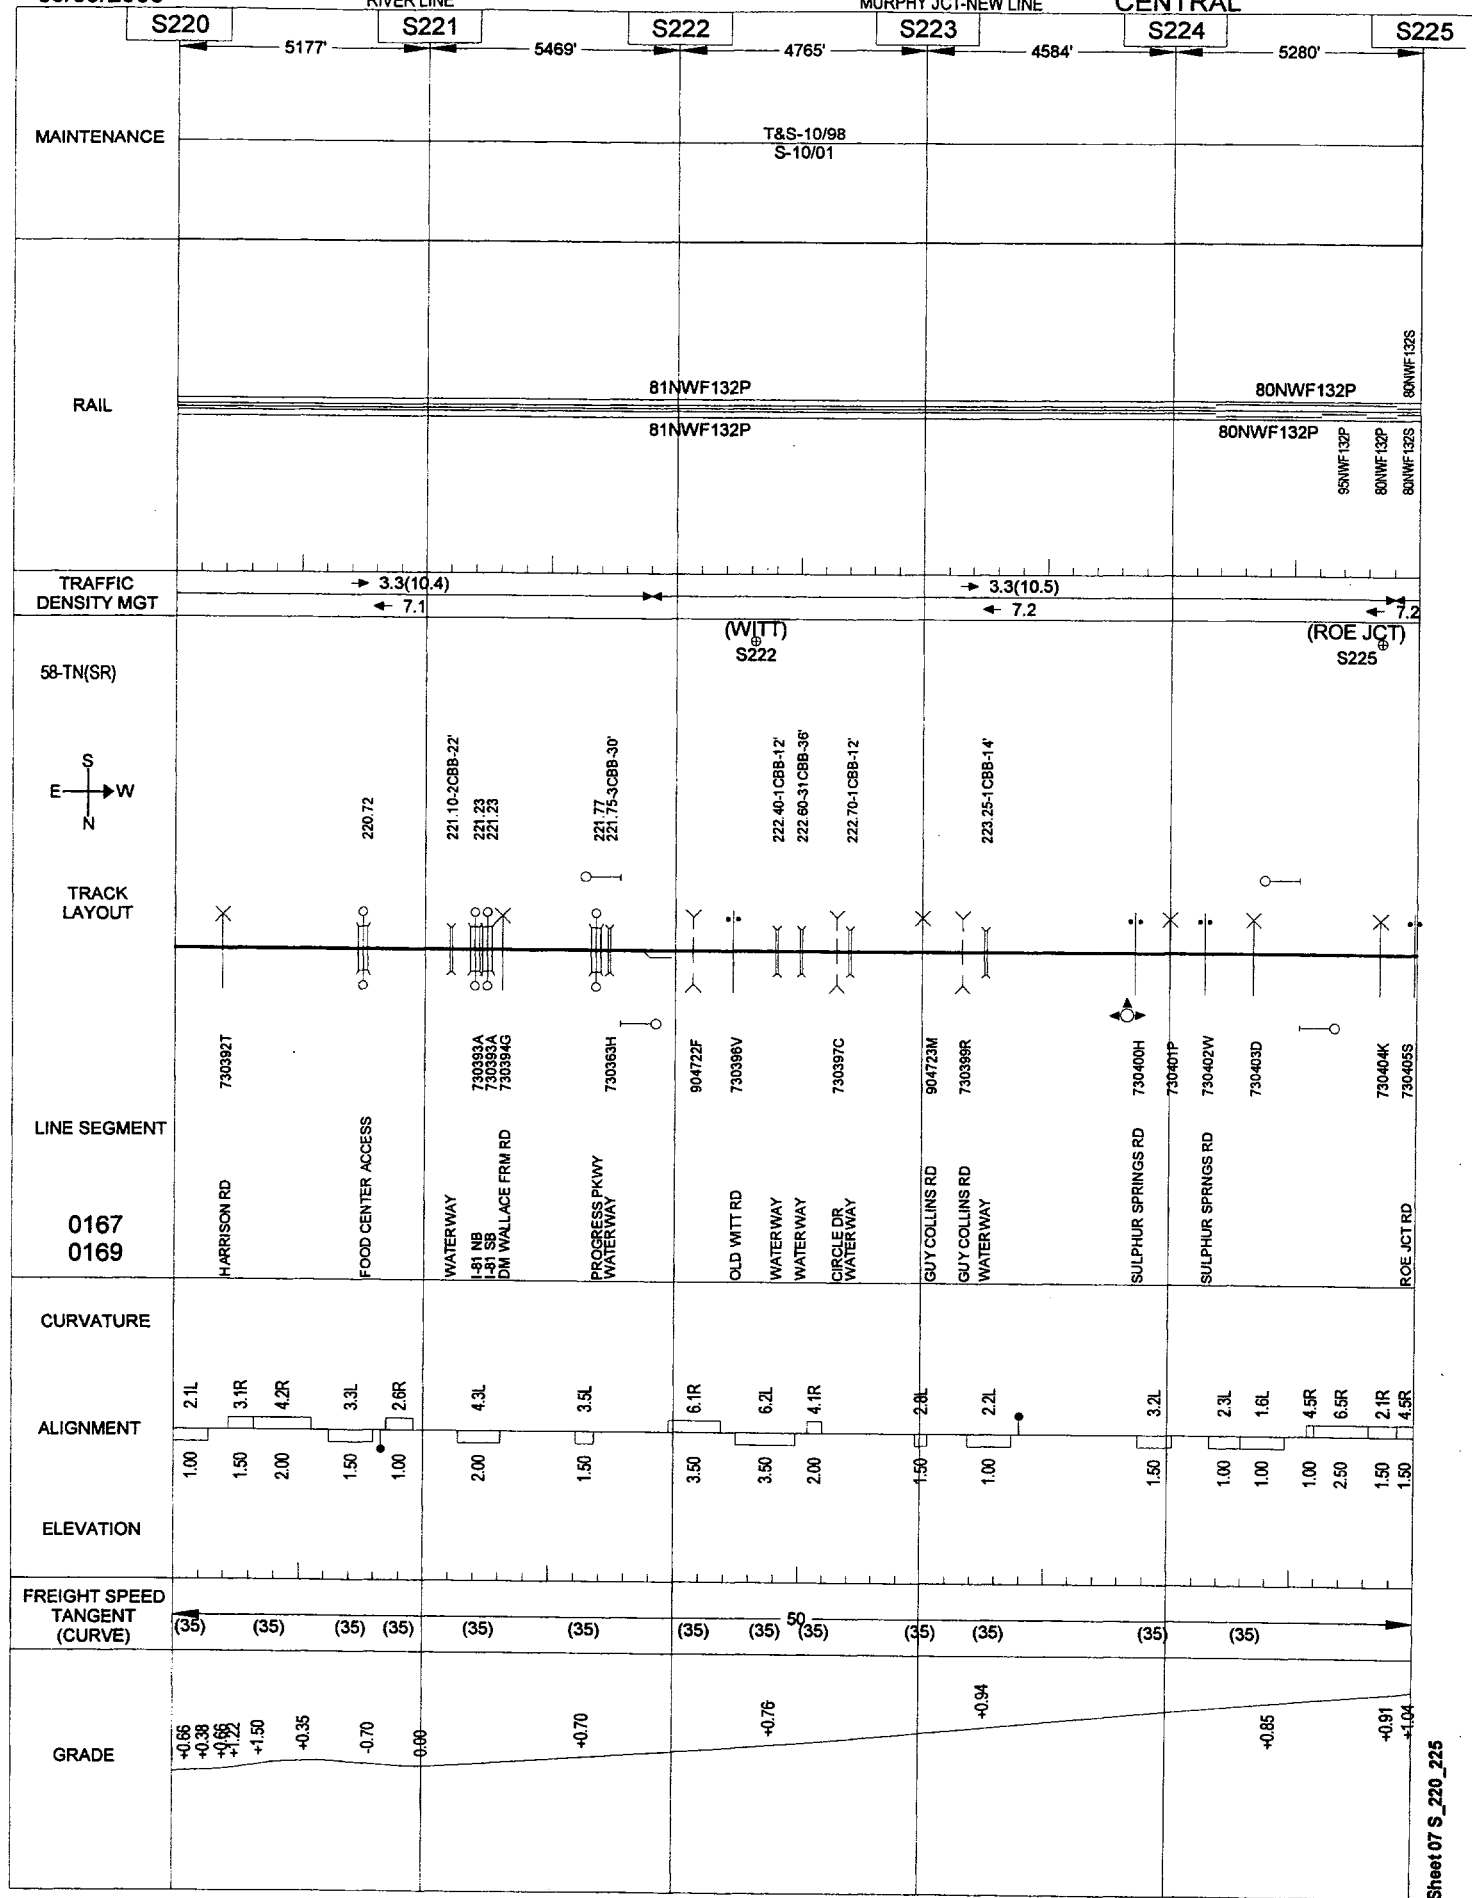 RIVER LINE
MURPHY JCT-NEW LINE
CENTRAL
S220 S221 S222 S223 S224 S225
5177' 5469' 4765' 4584' 5280'
MAINTENANCE
T&S-10/98
S-10/01
RAIL
81NWF132P 80NWF132P 80NWF132S
81NWF132P 80NWF132P 95NWF132P 80NWF132P 80NWF132S
TRAFFIC
DENSITY MGT
3.3(10.4) 3.3(10.5)
7.1 7.2 7.2
(WITT)
S222
(ROE JCT)
S225
58-TN(SR)
S
E W
N
220.72
221.10-2CBB-22'
221.23
221.23
221.77
221.75-3CBB-30'
222.40-1CBB-12'
222.60-31CBB-36'
222.70-1CBB-12'
223.25-1CBB-14'
TRACK
LAYOUT
730392T
730393A
730393A
730394G
730363H
904722F
730396V
730397C
904723M
730399R
730400H
730401P
730402W
730403D
730404K
730405S
LINE SEGMENT
0167
0169
HARRISON RD
FOOD CENTER ACCESS
WATERWAY
I-81 NB
I-81 SB
DM WALLACE FRM RD
PROGRESS PKWY
WATERWAY
OLD WITT RD
WATERWAY
WATERWAY
CIRCLE DR
WATERWAY
GUY COLLINS RD
GUY COLLINS RD
WATERWAY
SULPHUR SPRINGS RD
SULPHUR SPRNGS RD
ROE JCT RD
CURVATURE
2.1L 3.1R 4.2R 3.3L 2.6R 4.3L 3.5L 6.1R 6.2L 4.1R 2.8L 2.2L 3.2L 2.3L 1.6L 4.5R 6.5R 2.1R 4.5R
ALIGNMENT
1.00 1.50 2.00 1.50 1.00 2.00 1.50 3.50 3.50 2.00 1.50 1.00 1.50 1.00 1.00 1.00 2.50 1.50 1.50
ELEVATION
FREIGHT SPEED
TANGENT
(CURVE)
50
(35) (35) (35) (35) (35) (35) (35) (35) (35) (35) (35) (35) (35)
GRADE
+0.66 +0.38 +0.66 +1.22 +1.50 +0.35 -0.70 0.00 +0.70 +0.76 +0.94 +0.85 +0.91 +1.04
Sheet 07 S_220_225